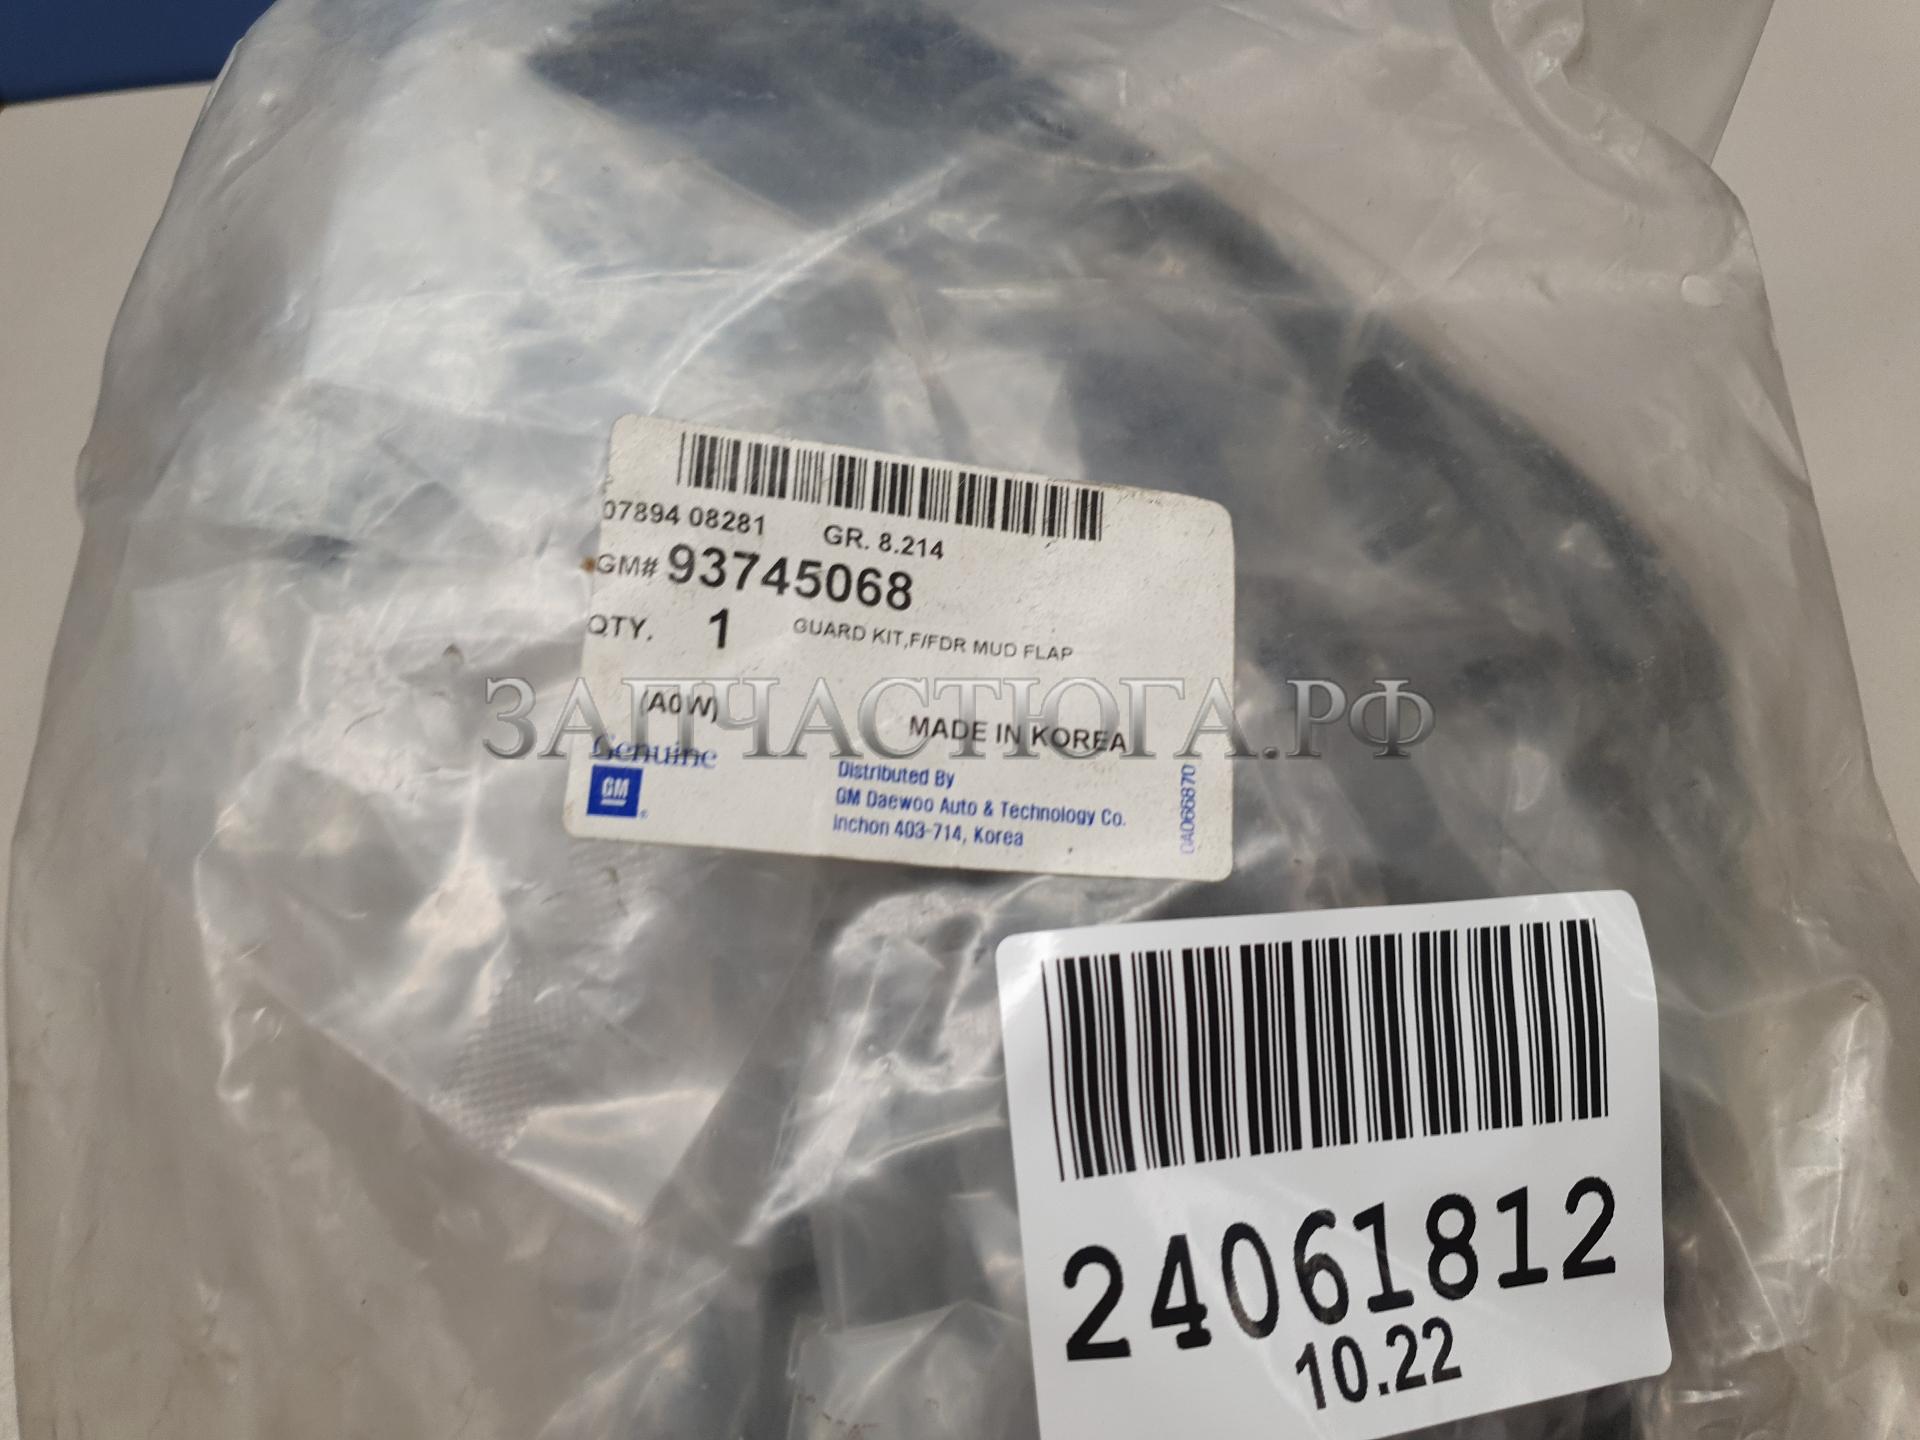 07894 08281 GR. 8.214
GM# 93745068
QTY. 1 GUARD KIT,F/FDR MUD FLAP
(A0W)
MADE IN KOREA
ЗАПЧАСТЮГА.РФ
Genuine
GM
Distributed By
GM Daewoo Auto & Technology Co.
Inchon 403-714, Korea
0A066870
24061812
10.22